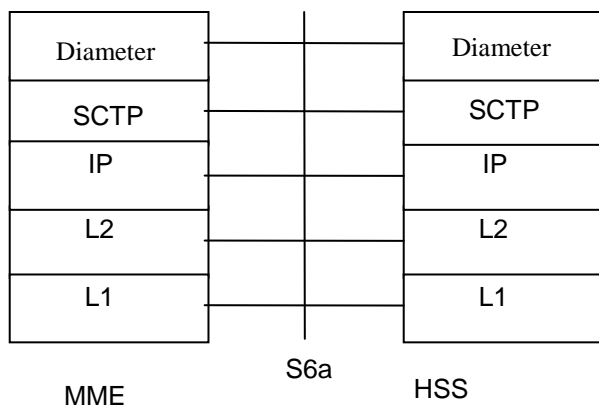 Diameter
Diameter
SCTP
SCTP
IP
IP
L2
L2
L1
L1
S6a
MME
HSS